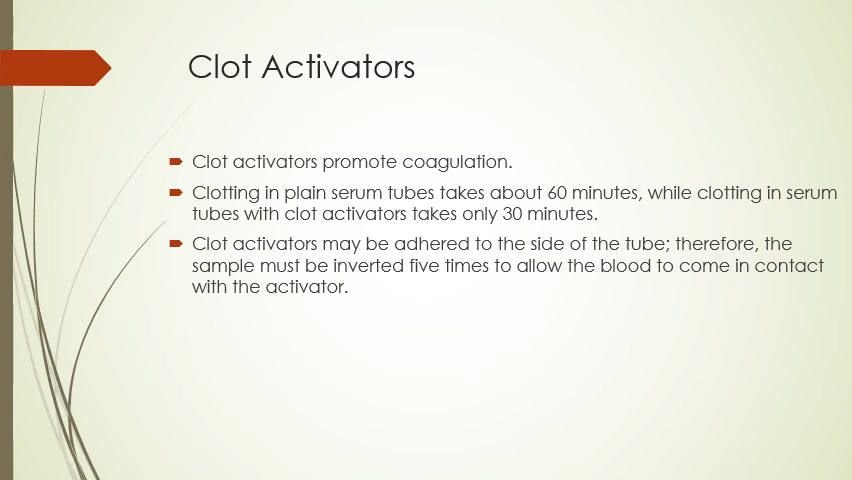 Clot Activators
Clot activators promote coagulation.
Clotting in plain serum tubes takes about 60 minutes, while clotting in serum
tubes with clot activators takes only 30 minutes.
Clot activators may be adhered to the side of the tube; therefore, the
sample must be inverted five times to allow the blood to come in contact
with the activator.